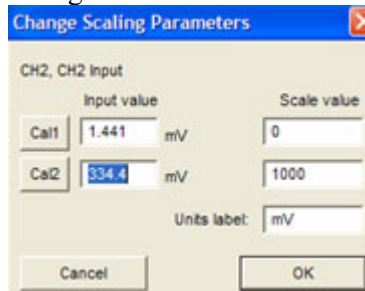 Change Scaling Parameters
CH2, CH2 Input
Input value Scale value
Cal1 1.441 mV 0
Cal2 334.4 mV 1000
Units label: mV
Cancel OK